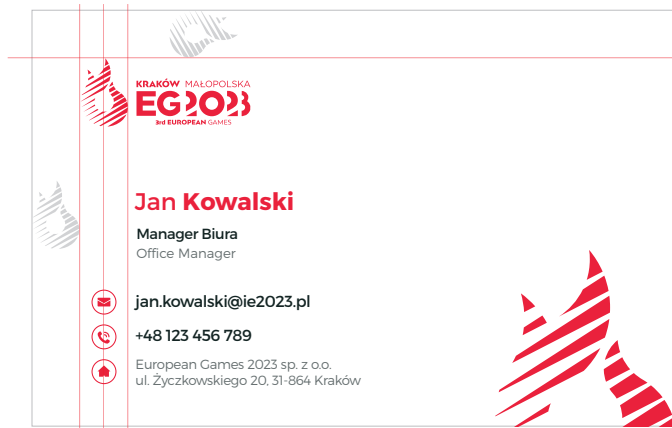 KRAKÓW MAŁOPOLSKA
EG2023
3rd EUROPEAN GAMES
Jan Kowalski
Manager Biura
Office Manager
jan.kowalski@ie2023.pl
+48 123 456 789
European Games 2023 sp. z o.o.
ul. Życzkowskiego 20, 31-864 Kraków